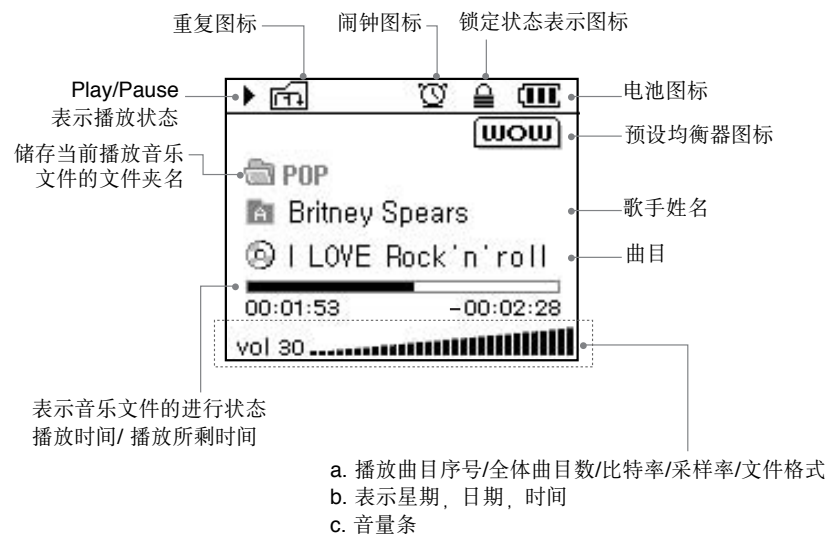 重复图标
闹钟图标
锁定状态表示图标
Play/Pause
表示播放状态
电池图标
wow
预设均衡器图标
储存当前播放音乐
文件的文件夹名
POP
A
Britney Spears
歌手姓名
I LOVE Rock'n'roll
曲目
00:01:53
-00:02:28
vol 30
表示音乐文件的进行状态
播放时间/ 播放所剩时间
a. 播放曲目序号/全体曲目数/比特率/采样率/文件格式
b. 表示星期, 日期, 时间
c. 音量条